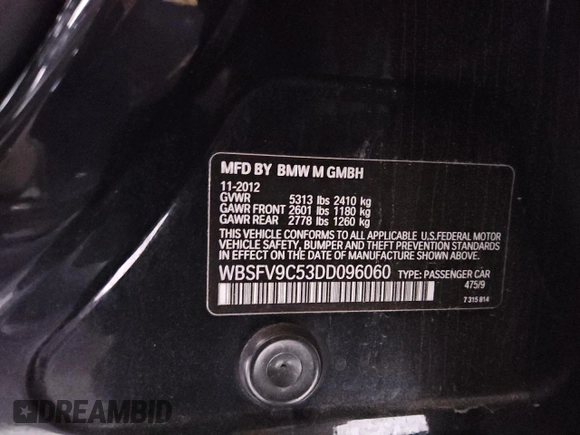 MFD BY BMW M GMBH
11-2012
GVWR 5313 lbs 2410 kg
GAWR FRONT 2601 lbs 1180 kg
GAWR REAR 2778 lbs 1260 kg
THIS VEHICLE CONFORMS TO ALL APPLICABLE U.S.FEDERAL MOTOR
VEHICLE SAFETY, BUMPER AND THEFT PREVENTION STANDARDS
IN EFFECT ON THE DATE OF MANUFACTURE SHOWN ABOVE.
WBSFV9C53DD096060 TYPE: PASSENGER CAR
475/9
7 315 814
DREAMBID